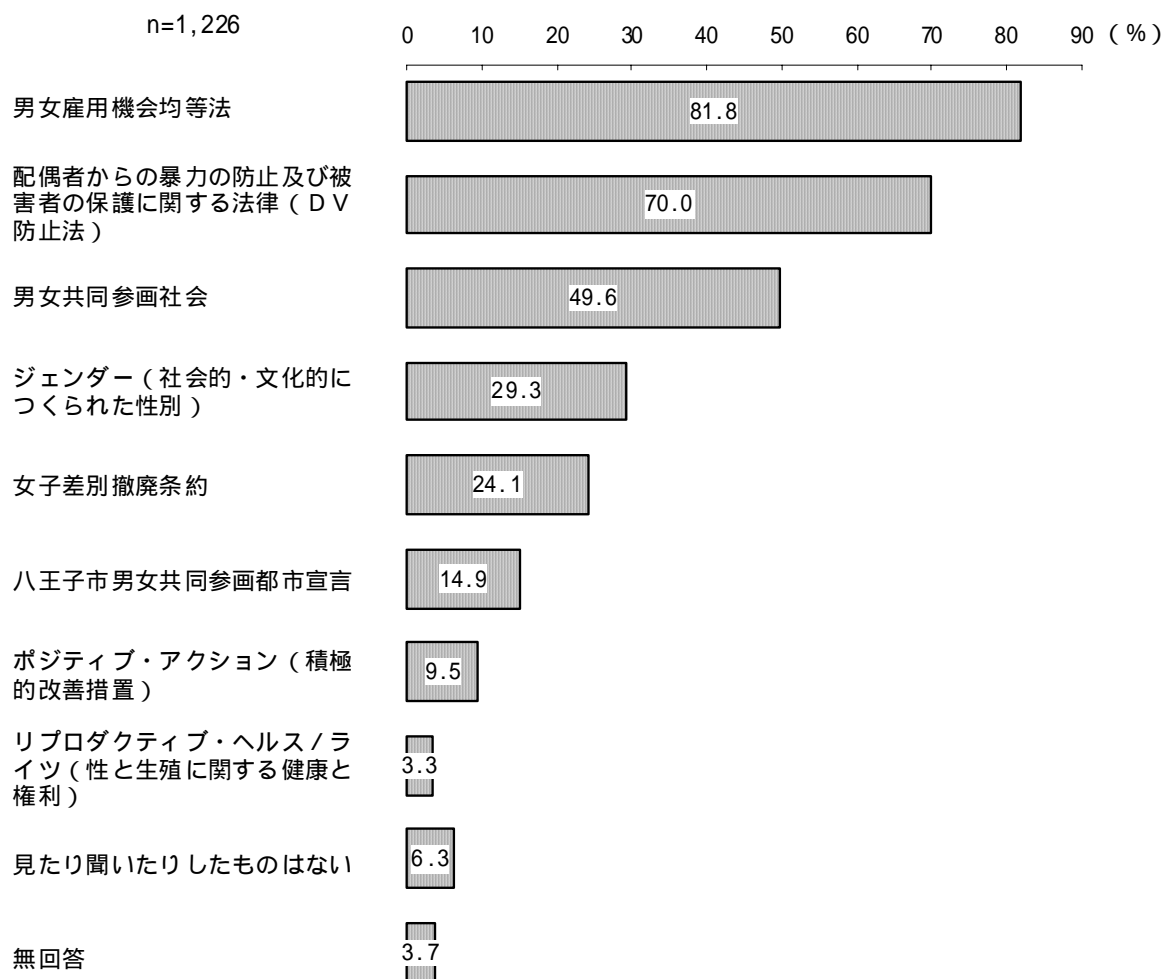 n=1,226
0 10 20 30 40 50 60 70 80 90 (%)
男女雇用機会均等法
81.8
配偶者からの暴力の防止及び被
害者の保護に関する法律(DV
防止法)
70.0
男女共同参画社会
49.6
ジェンダー(社会的・文化的に
つくられた性別)
29.3
女子差別撤廃条約
24.1
八王子市男女共同参画都市宣言
14.9
ポジティブ・アクション(積極
的改善措置)
9.5
リプロダクティブ・ヘルス/ラ
イツ(性と生殖に関する健康と
権利)
3.3
見たり聞いたりしたものはない
6.3
無回答
3.7